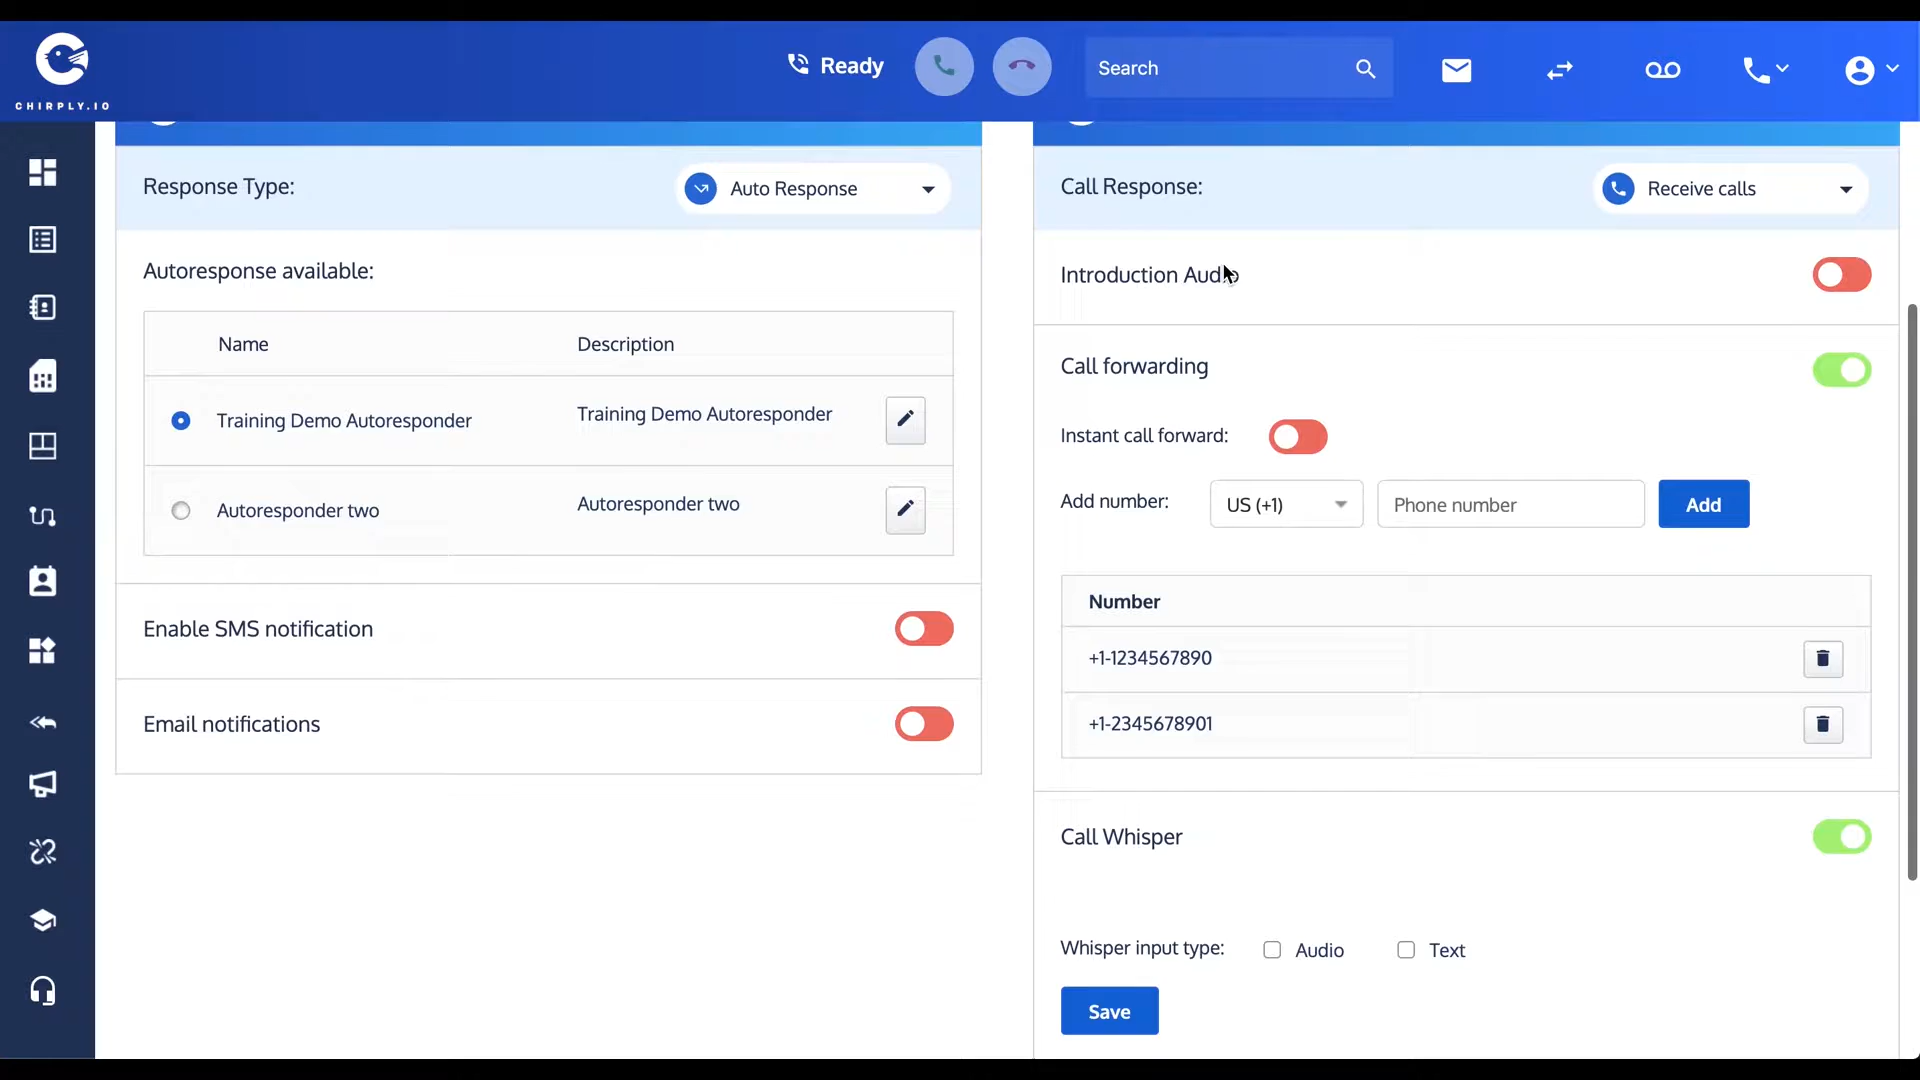 CHIRPLY.IO
Ready
Search
Response Type:
Auto Response
Autoresponse available:
Name
Description
Training Demo Autoresponder
Training Demo Autoresponder
Autoresponder two
Autoresponder two
Enable SMS notification
Email notifications
Call Response:
Receive calls
Introduction Audio
Call forwarding
Instant call forward:
Add number:
US (+1)
Phone number
Add
Number
+1-1234567890
+1-2345678901
Call Whisper
Whisper input type:
Audio
Text
Save